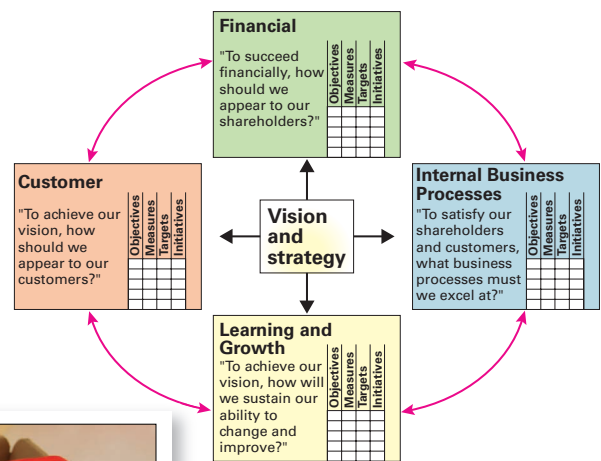 Financial
"To succeed
financially, how
should we
appear to our
shareholders?"
Objectives
Measures
Targets
Initiatives
Customer
"To achieve our
vision, how
should we
appear to our
customers?"
Objectives
Measures
Targets
Initiatives
Vision
and
strategy
Internal Business
Processes
"To satisfy our
shareholders
and customers,
what business
processes must
we excel at?"
Objectives
Measures
Targets
Initiatives
Learning and
Growth
"To achieve our
vision, how will
we sustain our
ability to
change and
improve?"
Objectives
Measures
Targets
Initiatives